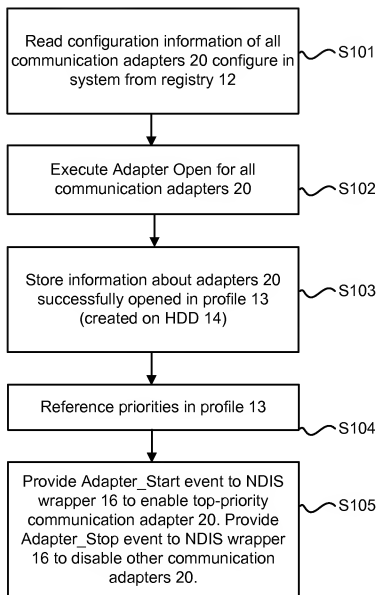 Read configuration information of all
communication adapters 20 configure in
system from registry 12
S101
Execute Adapter Open for all
communication adapters 20
S102
Store information about adapters 20
successfully opened in profile 13
(created on HDD 14)
S103
Reference priorities in profile 13
S104
Provide Adapter_Start event to NDIS
wrapper 16 to enable top-priority
communication adapter 20. Provide
Adapter_Stop event to NDIS wrapper
16 to disable other communication
adapters 20.
S105